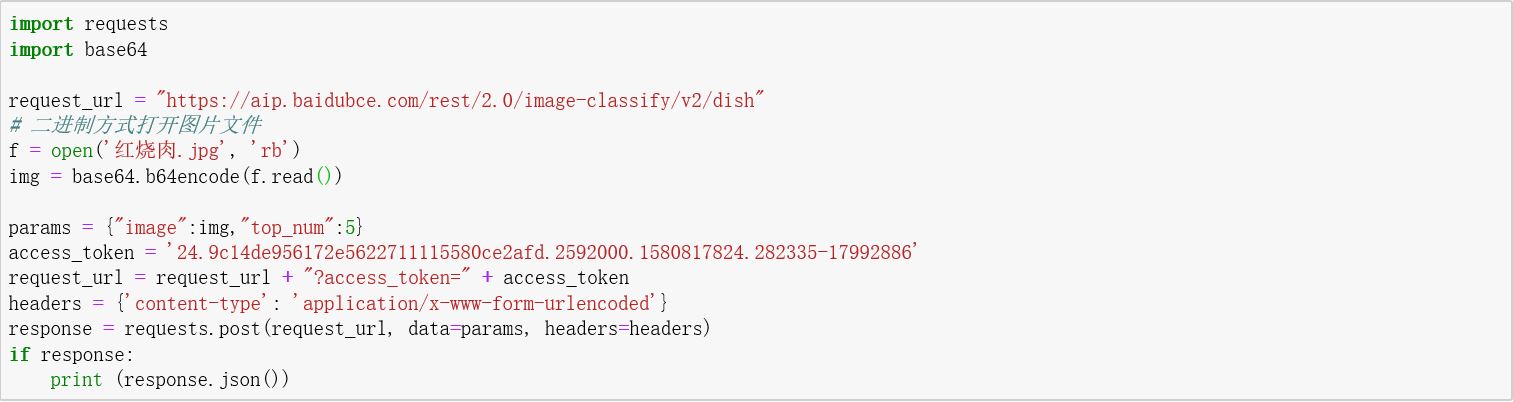 import requests
import base64
request_url = "https://aip.baidubce.com/rest/2.0/image-classify/v2/dish"
# 二进制方式打开图片文件
f = open('红烧肉.jpg', 'rb')
img = base64.b64encode(f.read())
params = {"image":img,"top_num":5}
access_token = '24.9c14de956172e5622711115580ce2afd.2592000.1580817824.282335-17992886'
request_url = request_url + "?access_token=" + access_token
headers = {'content-type': 'application/x-www-form-urlencoded'}
response = requests.post(request_url, data=params, headers=headers)
if response:
    print (response.json())